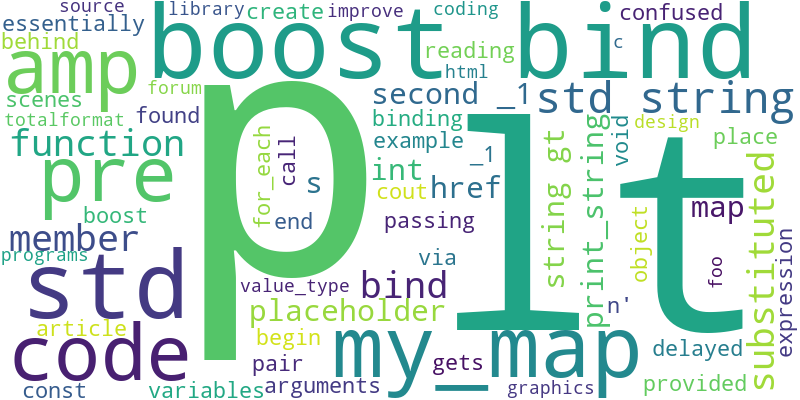 source
library
create
improve
coding
confused
essentially
behind
boost bind
c
reading
amp
html
forum
second _1
std string
scenes
totalformat
found
binding
function
for_each
call
example
void
design
place
pre
p
lt
_1
int
s
cout
href
string gt
print_string
substituted
boost
end
passing
object
map
member
programs
via
foo
expression
std
value_type
bind
n'
placeholder
article
begin
my_map
delayed
code
pair
gets
const
variables
arguments
graphics
provided